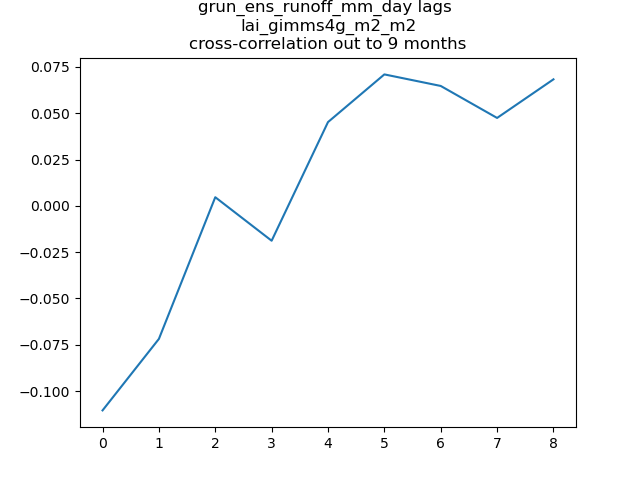 grun_ens_runoff_mm_day lags
lai_gimms4g_m2_m2
cross-correlation out to 9 months
0.075
0.050
0.025
0.000
−0.025
−0.050
−0.075
−0.100
0 1 2 3 4 5 6 7 8